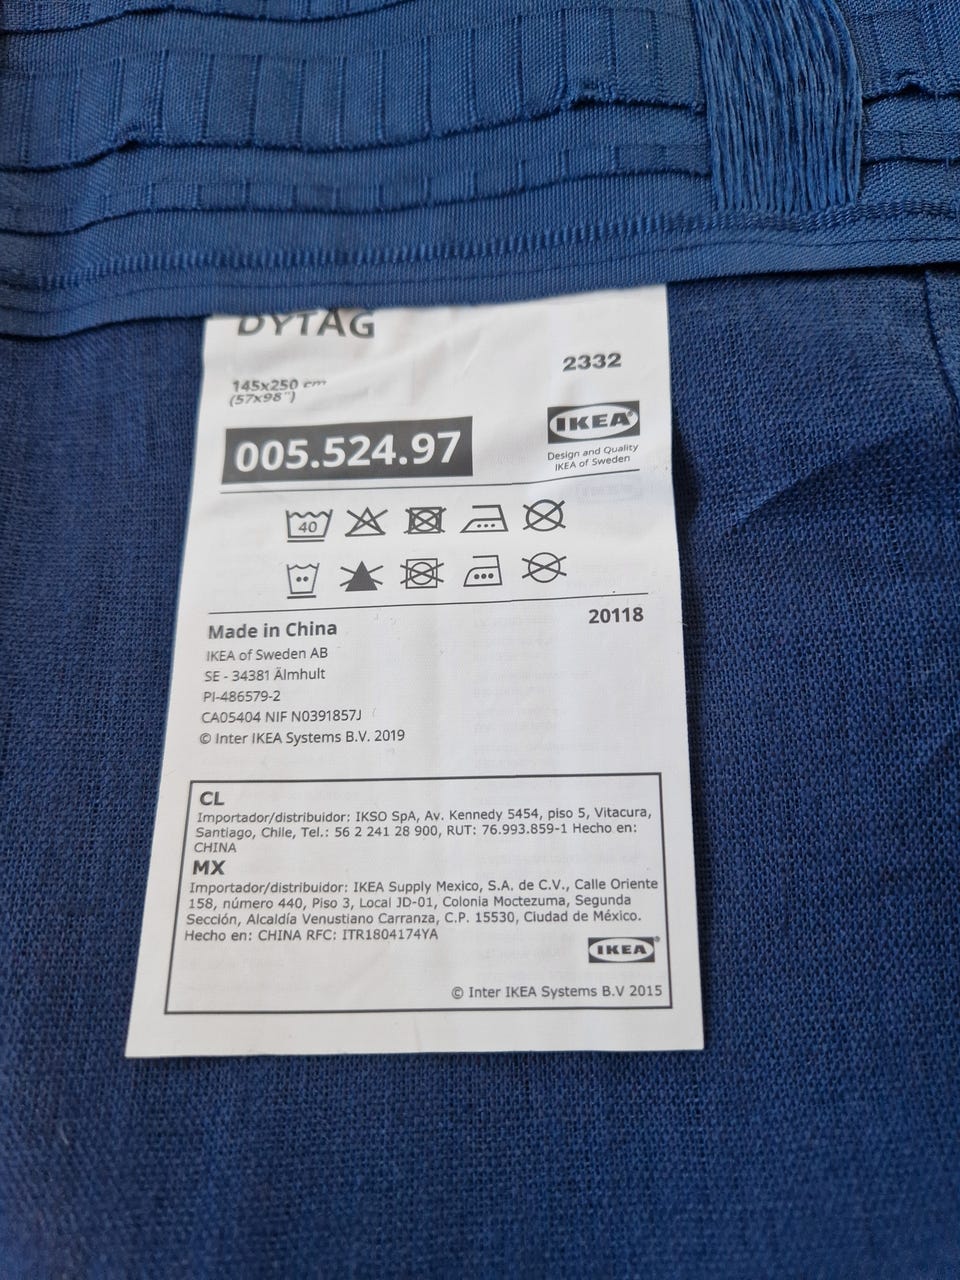 DYTÅG
2332
145x250 cm
(57x98")
005.524.97
IKEA®
Design and Quality
IKEA of Sweden
40
Made in China
20118
IKEA of Sweden AB
SE - 34381 Älmhult
PI-486579-2
CA05404 NIF N0391857J
© Inter IKEA Systems B.V. 2019
CL
Importador/distribuidor: IKSO SpA, Av. Kennedy 5454, piso 5, Vitacura,
Santiago, Chile, Tel.: 56 2 241 28 900, RUT: 76.993.859-1 Hecho en:
CHINA
MX
Importador/distribuidor: IKEA Supply Mexico, S.A. de C.V., Calle Oriente
158, número 440, Piso 3, Local JD-01, Colonia Moctezuma, Segunda
Sección, Alcaldía Venustiano Carranza, C.P. 15530, Ciudad de México.
Hecho en: CHINA RFC: ITR1804174YA
IKEA®
© Inter IKEA Systems B.V 2015